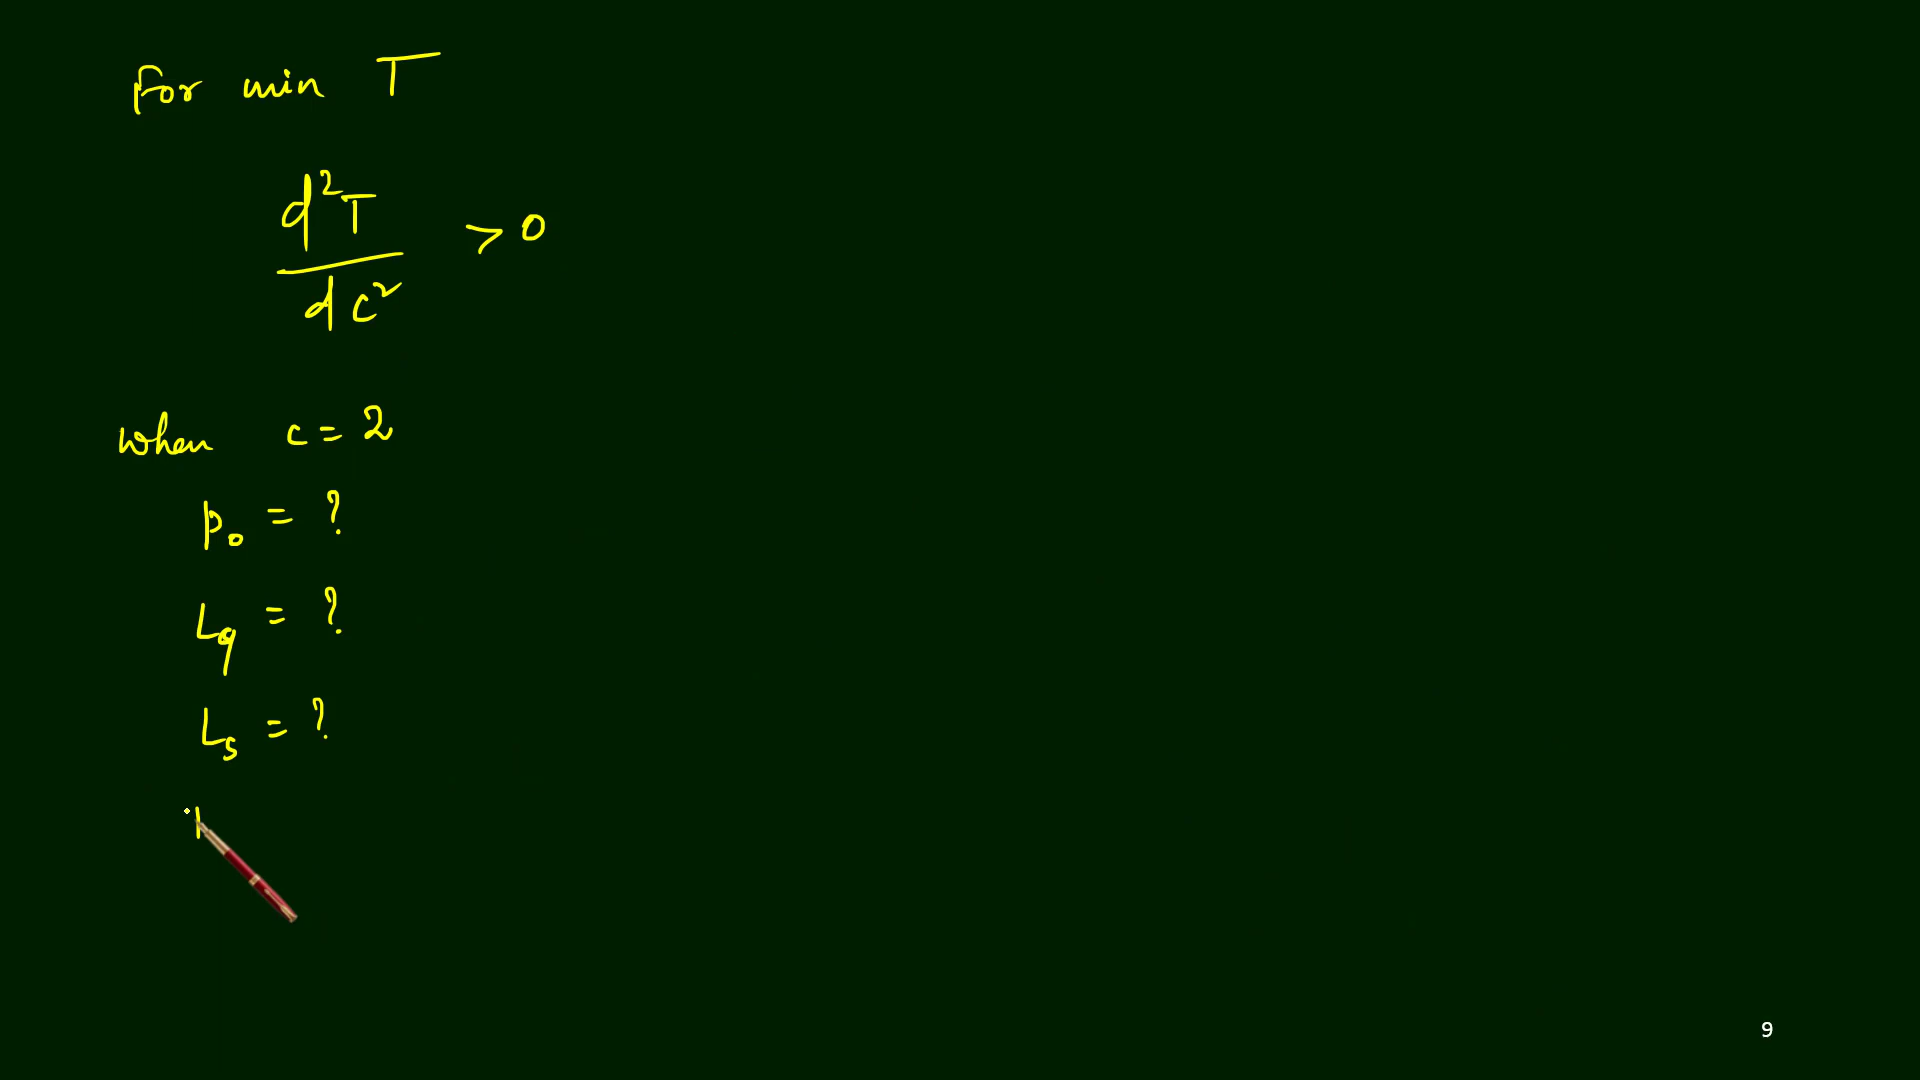 For min T
d²T
> 0
dc²
when c = 2
p₀ = ?
Lq = ?
Ls = ?
9